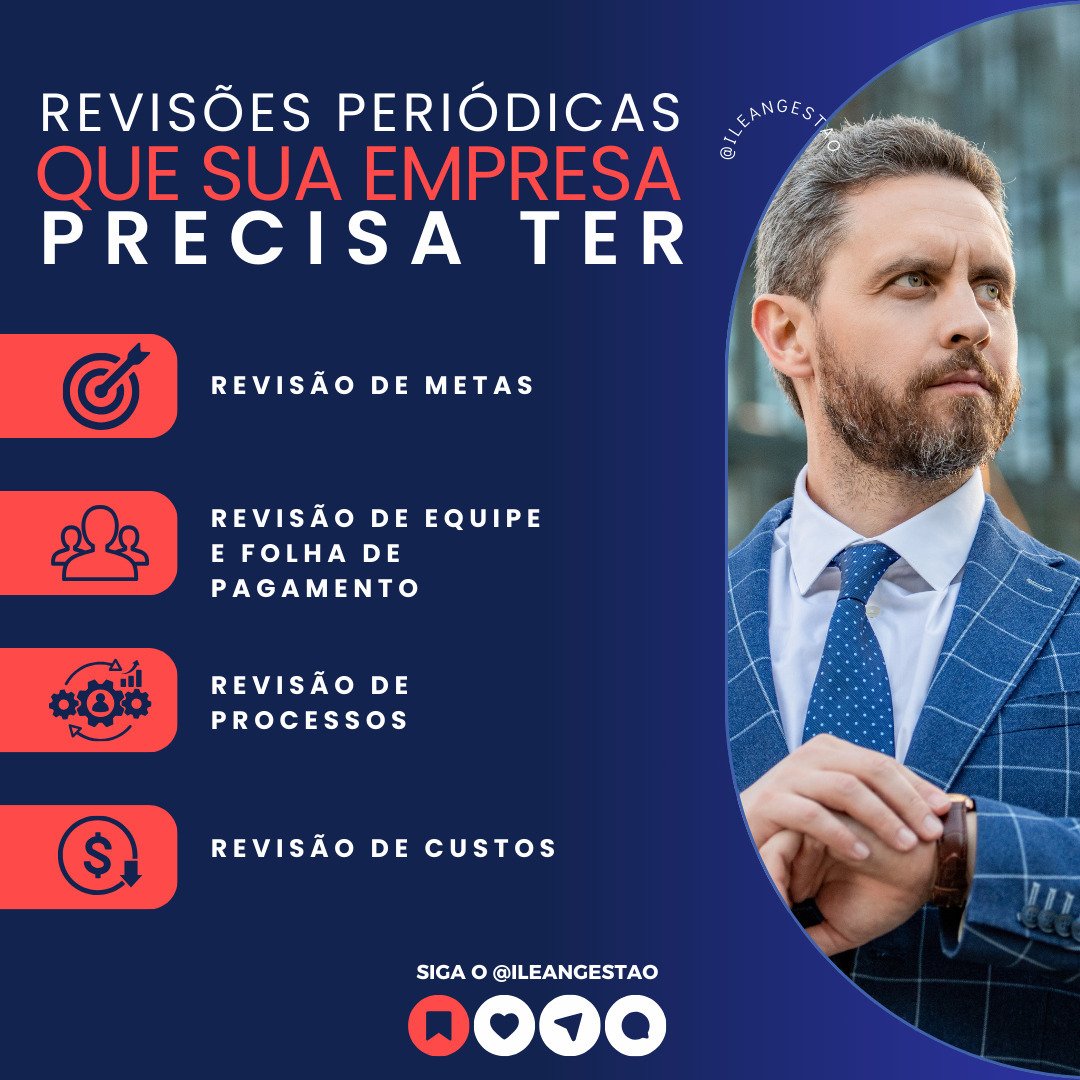 REVISÕES PERIÓDICAS
QUE SUA EMPRESA
PRECISA TER
@ILEANGESTAO
REVISÃO DE METAS
REVISÃO DE EQUIPE
E FOLHA DE
PAGAMENTO
REVISÃO DE
PROCESSOS
$
REVISÃO DE CUSTOS
SIGA O @ILEANGESTAO